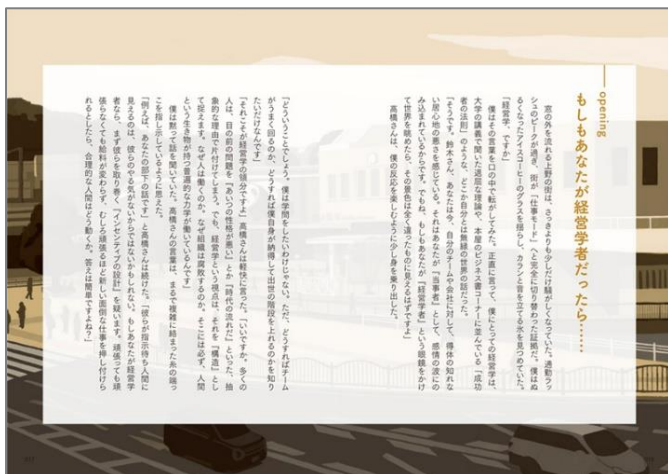 opening
もしもあなたが経営学者だったら……
窓の外を流れる上野の街は、さっきよりも少しだけ騒がしくなっていた。通勤ラッ
シュのピークが過ぎ、街が「仕事モード」へと完全に切り替わった証拠だ。僕はぬ
るくなったアイスコーヒーのグラスを揺らし、カランと音を立てる氷を見つめていた。
「経営学、ですか」
僕はその言葉を口の中で転がしてみた。正直に言って、僕にとっての経営学は、
大学の講義で聞いた退屈な理論や、本屋のビジネス書コーナーに並んでいる「成功
者の法則」のような、どこか自分とは無縁の世界の話だった。
「そうです。鈴木さん、あなたは今、自分のチームや会社に対して、得体の知れな
い居心地の悪さを感じている。それはあなたが「当事者」として、感情の波にの
み込まれているからです。でもね、もしもあなたが「経営学者」という眼鏡をかけ
て世界を眺めたら、その景色は全く違ったものに見えるはずですよ」
高橋さんは、僕の反応を楽しむように少し身を乗り出した。
「どういうことでしょう。僕は学問をしたいわけじゃない。ただ、どうすればチーム
がうまく回るのか、どうすれば僕自身が納得して出世の階段を上れるのかを知り
たいだけなんです」
「それこそが経営学の領分ですよ」高橋さんは軽快に言った。「いいですか。多くの
人は、目の前の問題を「あいつの性格が悪い」とか「時代の流れだ」といった、抽
象的な理由で片付けてしまう。でも、経営学という視点は、それを「構造」とし
て捉えます。なぜ人は働くのか。なぜ組織は腐敗するのか。そこには必ず、人間
という生き物が持つ普遍的な力学が働いているんです」
僕は黙って話を聞いていた。高橋さんの言葉は、まるで複雑に絡まった糸の端っ
こを指し示しているように思えた。
「例えば、あなたの部下の話です」と高橋さんは続けた。「彼らが指示待ち人間に
見えるのは、彼らのやる気がないからではないかもしれない。もしあなたが経営学
者なら、まず彼らを取り巻く「インセンティブの設計」を疑います。頑張っても頑
張らなくても給料が変わらず、むしろ頑張るほど新しい面倒な仕事を押し付けら
れるとしたら、合理的な人間はどう動くか。答えは簡単ですよね？」